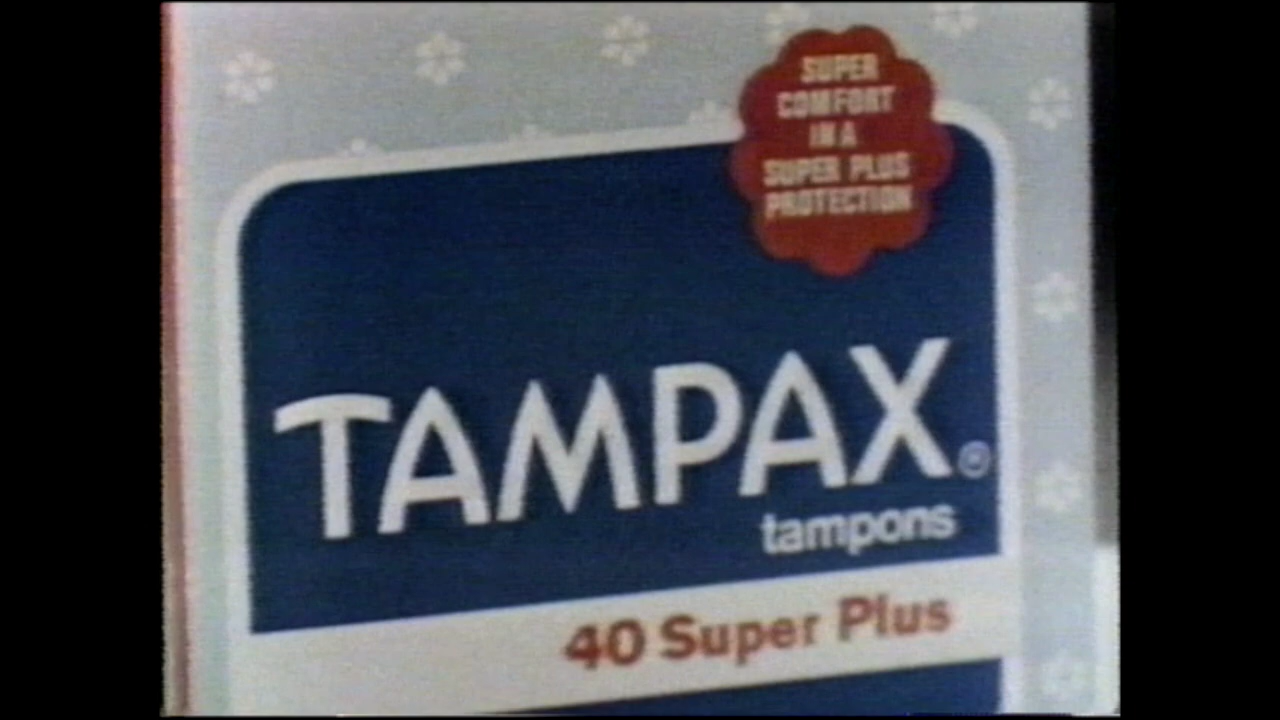 SUPER
COMFORT
IN A
SUPER PLUS
PROTECTION
TAMPAX®
tampons
40 Super Plus